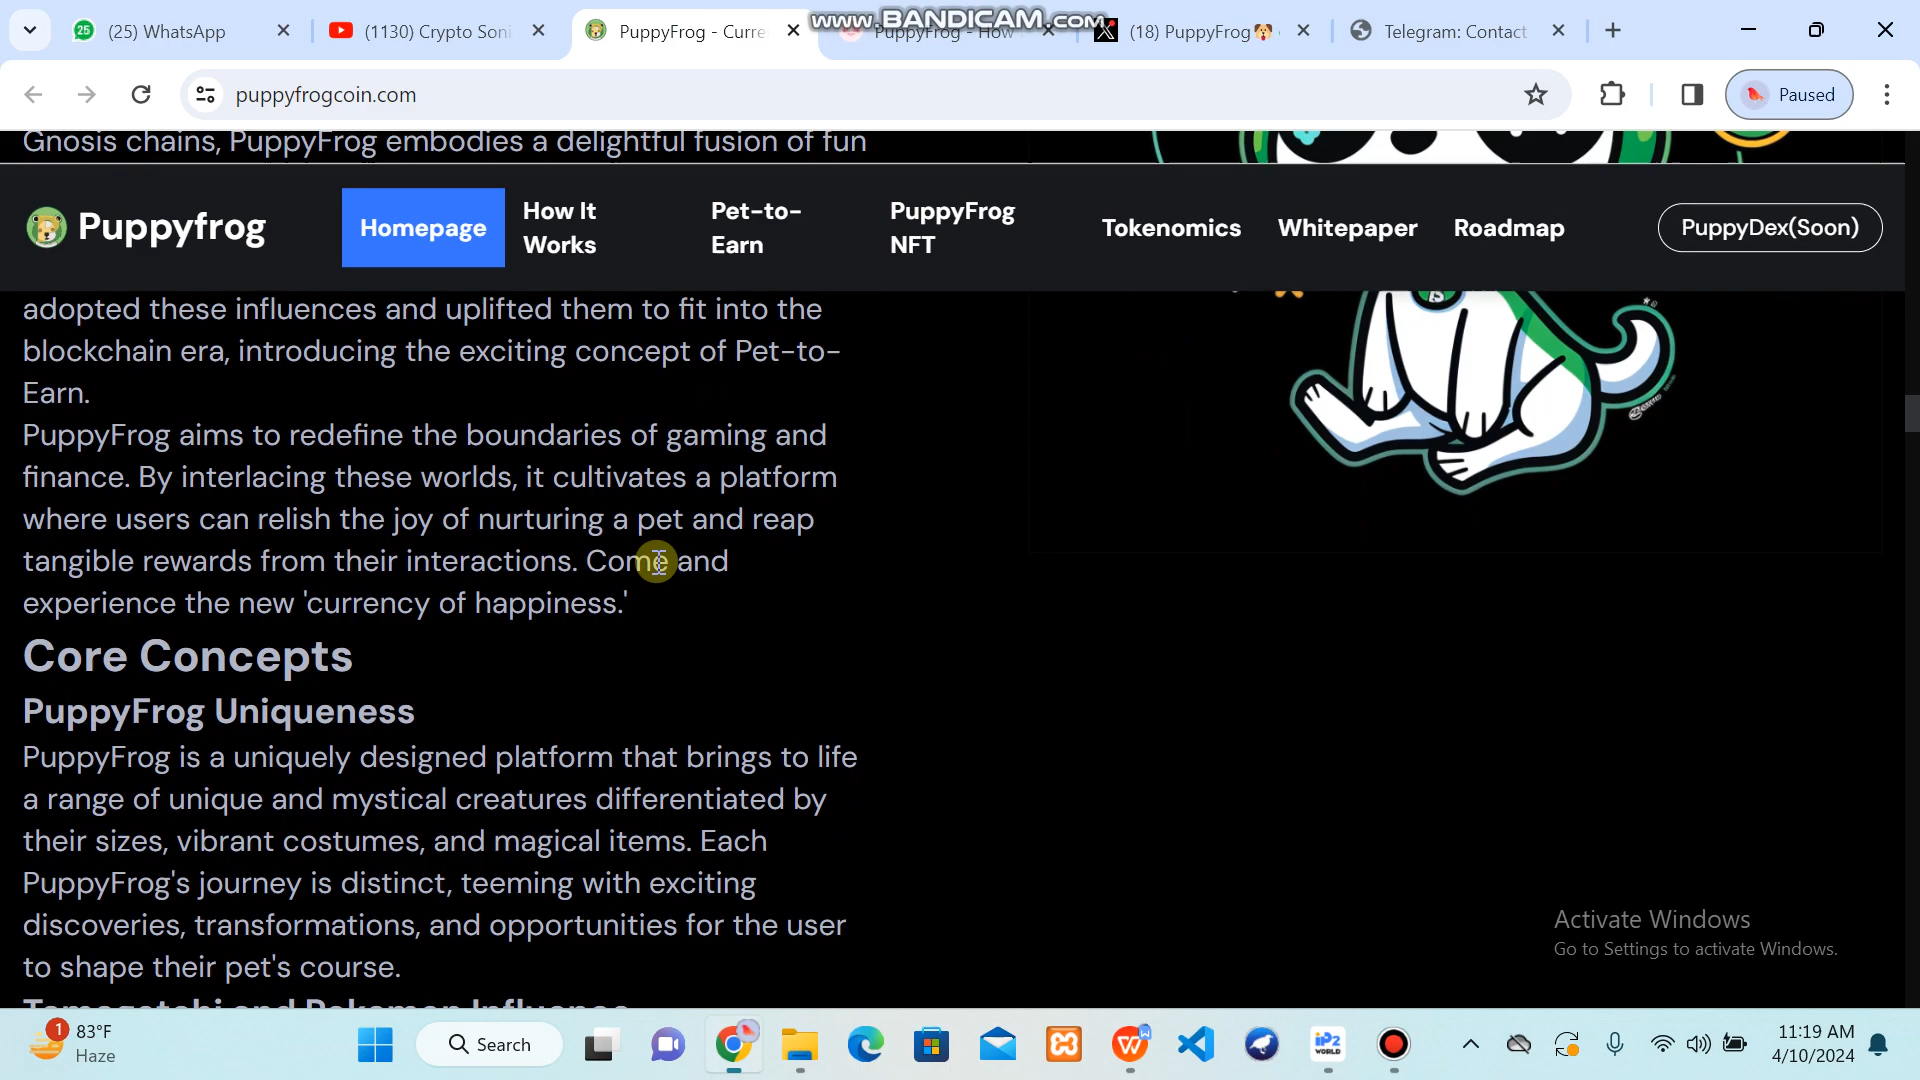 www.BANDICAM.com
(25) WhatsApp
(1130) Crypto Soni
PuppyFrog - Curre
PuppyFrog - How
(18) PuppyFrog
Telegram: Contact
puppyfrogcoin.com
Paused
Gnosis chains, PuppyFrog embodies a delightful fusion of fun
Puppyfrog
Homepage
How It
Works
Pet-to-
Earn
PuppyFrog
NFT
Tokenomics
Whitepaper
Roadmap
PuppyDex(Soon)
adopted these influences and uplifted them to fit into the
blockchain era, introducing the exciting concept of Pet-to-
Earn.
PuppyFrog aims to redefine the boundaries of gaming and
finance. By interlacing these worlds, it cultivates a platform
where users can relish the joy of nurturing a pet and reap
tangible rewards from their interactions. Come and
experience the new 'currency of happiness.'
Core Concepts
PuppyFrog Uniqueness
PuppyFrog is a uniquely designed platform that brings to life
a range of unique and mystical creatures differentiated by
their sizes, vibrant costumes, and magical items. Each
PuppyFrog's journey is distinct, teeming with exciting
discoveries, transformations, and opportunities for the user
to shape their pet's course.
Tamagotchi and Pokemon Influence
Activate Windows
Go to Settings to activate Windows.
1
83°F
Haze
Search
iP2
WORLD
11:19 AM
4/10/2024